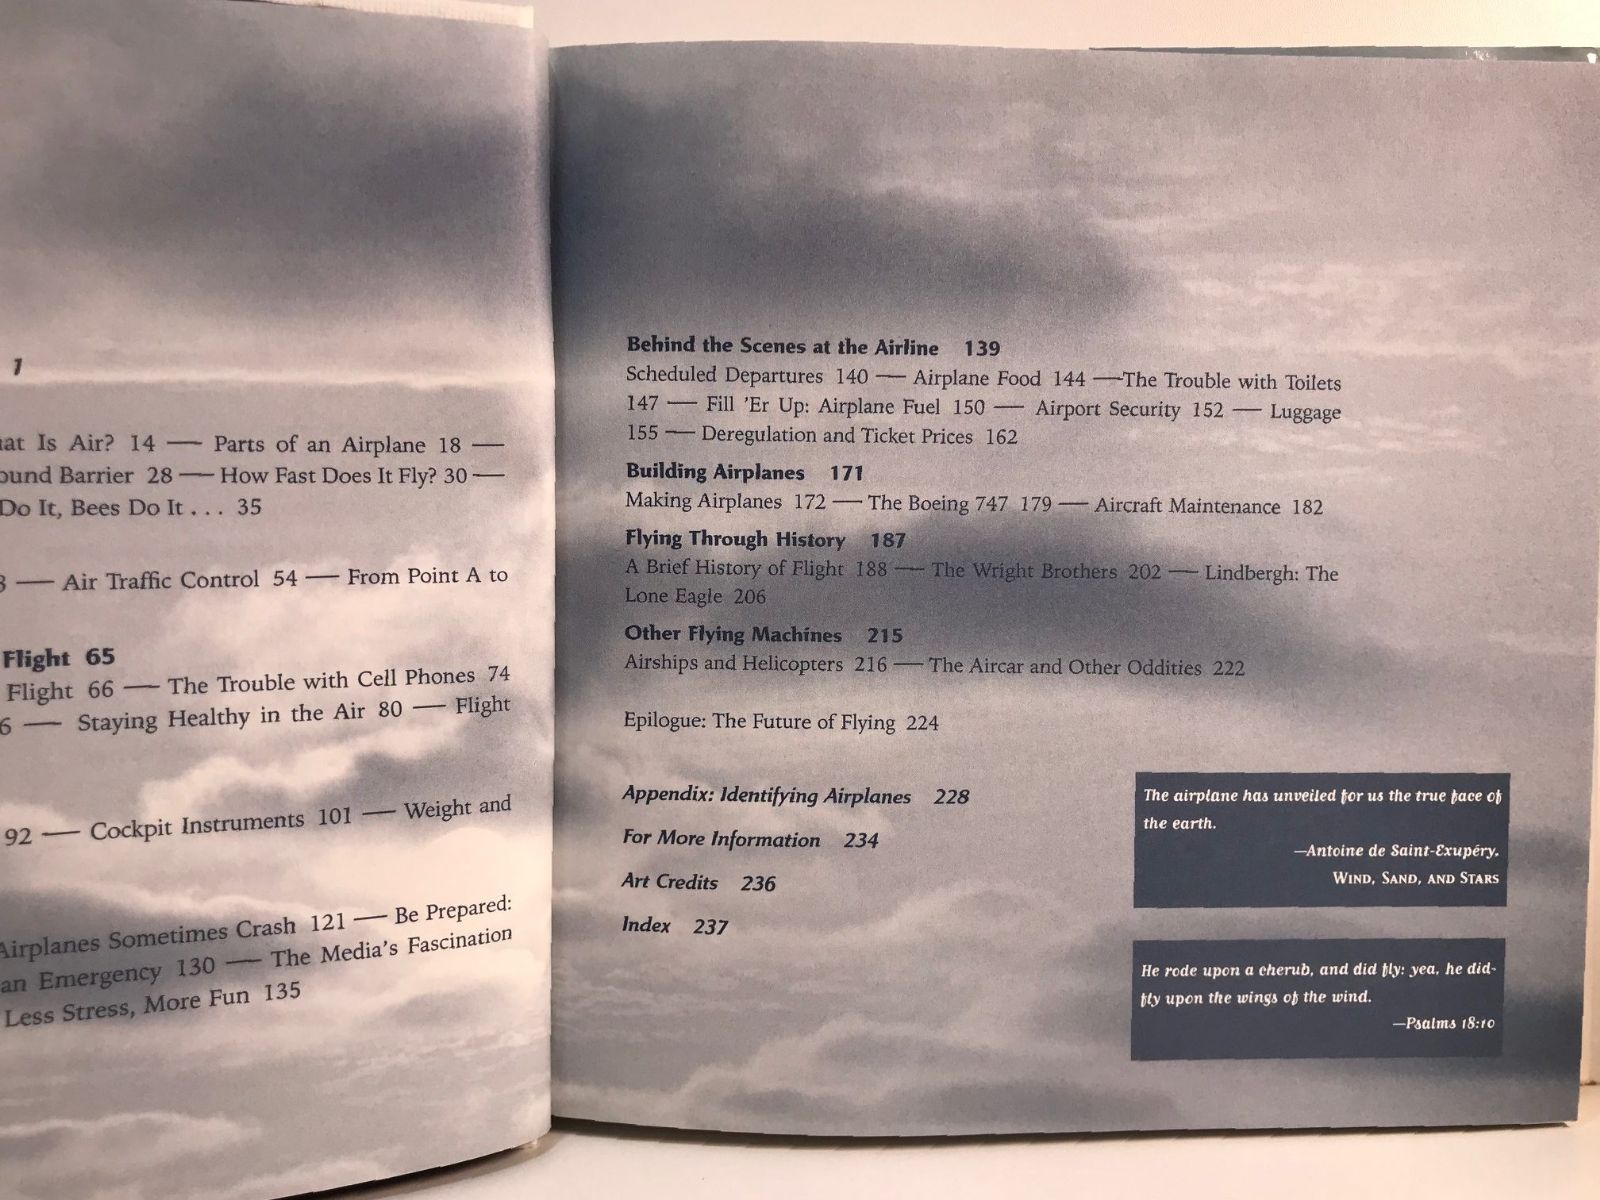 1
What Is Air? 14 — Parts of an Airplane 18 —
Sound Barrier 28 — How Fast Does It Fly? 30 —
Do It, Bees Do It . . . 35
— Air Traffic Control 54 — From Point A to
Flight 65
Flight 66 — The Trouble with Cell Phones 74
— Staying Healthy in the Air 80 — Flight
92 — Cockpit Instruments 101 — Weight and
Airplanes Sometimes Crash 121 — Be Prepared:
an Emergency 130 — The Media's Fascination
Less Stress, More Fun 135
Behind the Scenes at the Airline 139
Scheduled Departures 140 — Airplane Food 144 —The Trouble with Toilets
147 — Fill 'Er Up: Airplane Fuel 150 — Airport Security 152 — Luggage
155 — Deregulation and Ticket Prices 162
Building Airplanes 171
Making Airplanes 172 — The Boeing 747 179 — Aircraft Maintenance 182
Flying Through History 187
A Brief History of Flight 188 — The Wright Brothers 202 — Lindbergh: The
Lone Eagle 206
Other Flying Machines 215
Airships and Helicopters 216 — The Aircar and Other Oddities 222
Epilogue: The Future of Flying 224
Appendix: Identifying Airplanes 228
For More Information 234
Art Credits 236
Index 237
The airplane has unveiled for us the true face of
the earth.
—Antoine de Saint-Exupéry,
WIND, SAND, AND STARS
He rode upon a cherub, and did fly: yea, he did-
fly upon the wings of the wind.
—Psalms 18:10